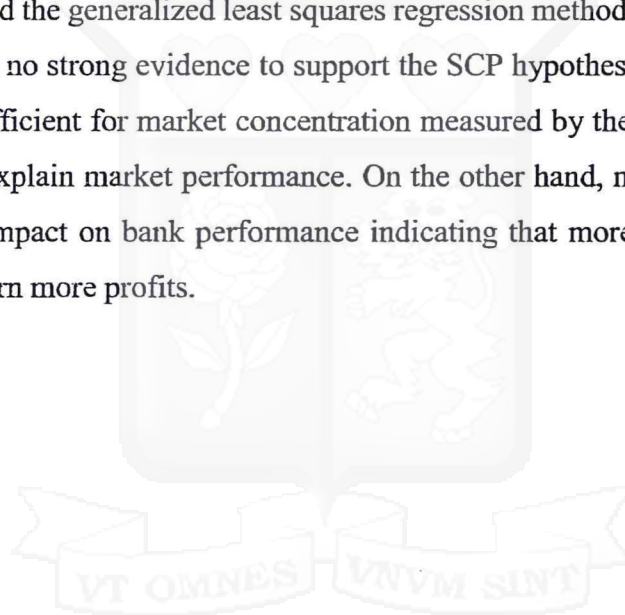 d the generalized least squares regression method
no strong evidence to support the SCP hypothes
fficient for market concentration measured by the
xplain market performance. On the other hand, n
mpact on bank performance indicating that more
rn more profits.
VT OMNES VNVM SINT